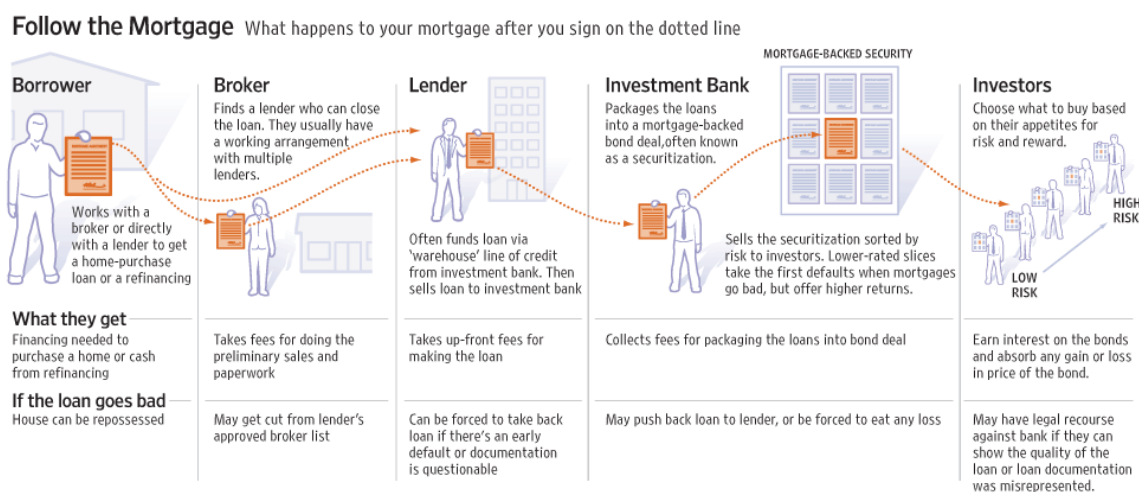 Follow the Mortgage What happens to your mortgage after you sign on the dotted line
Borrower
Works with a
broker or directly
with a lender to get
a home-purchase
loan or a refinancing
Broker
Finds a lender who can close
the loan. They usually have
a working arrangement
with multiple
lenders.
Lender
Often funds loan via
‘warehouse’ line of credit
from investment bank. Then
sells loan to investment bank
Investment Bank
Packages the loans
into a mortgage-backed
bond deal,often known
as a securitization.
MORTGAGE-BACKED SECURITY
Sells the securitization sorted by
risk to investors. Lower-rated slices
take the first defaults when mortgages
go bad, but offer higher returns.
Investors
Choose what to buy based
on their appetites for
risk and reward.
HIGH
RISK
LOW
RISK
What they get
Financing needed to
purchase a home or cash
from refinancing
Takes fees for doing the
preliminary sales and
paperwork
Takes up-front fees for
making the loan
Collects fees for packaging the loans into bond deal
Earn interest on the bonds
and absorb any gain or loss
in price of the bond.
If the loan goes bad
House can be repossessed
May get cut from lender’s
approved broker list
Can be forced to take back
loan if there’s an early
default or documentation
is questionable
May push back loan to lender, or be forced to eat any loss
May have legal recourse
against bank if they can
show the quality of the
loan or loan documentation
was misrepresented.